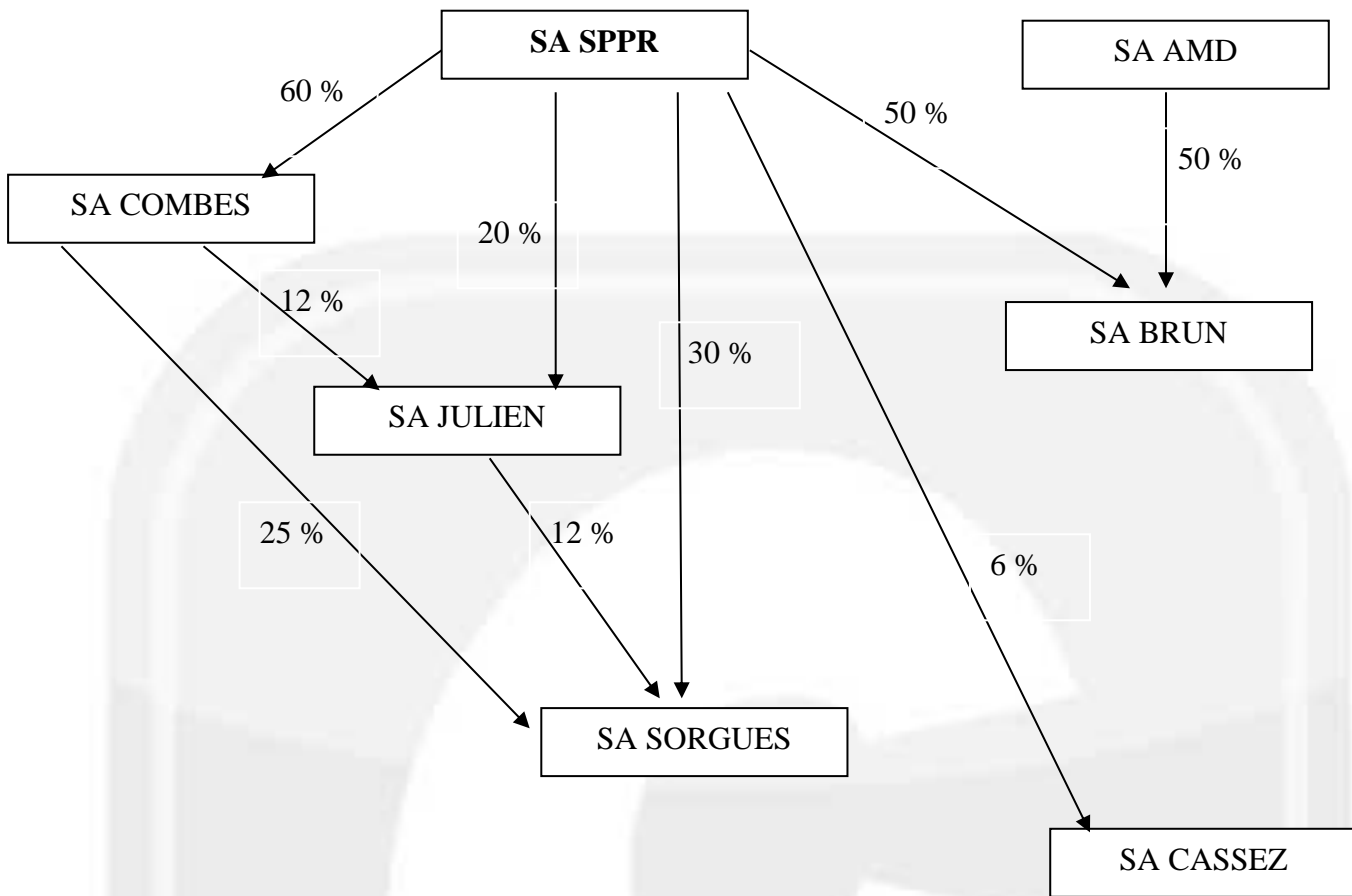 SA SPPR
SA AMD
60 %
50 %
50 %
SA COMBES
20 %
12 %
SA BRUN
30 %
SA JULIEN
25 %
12 %
6 %
SA SORGUES
SA CASSEZ